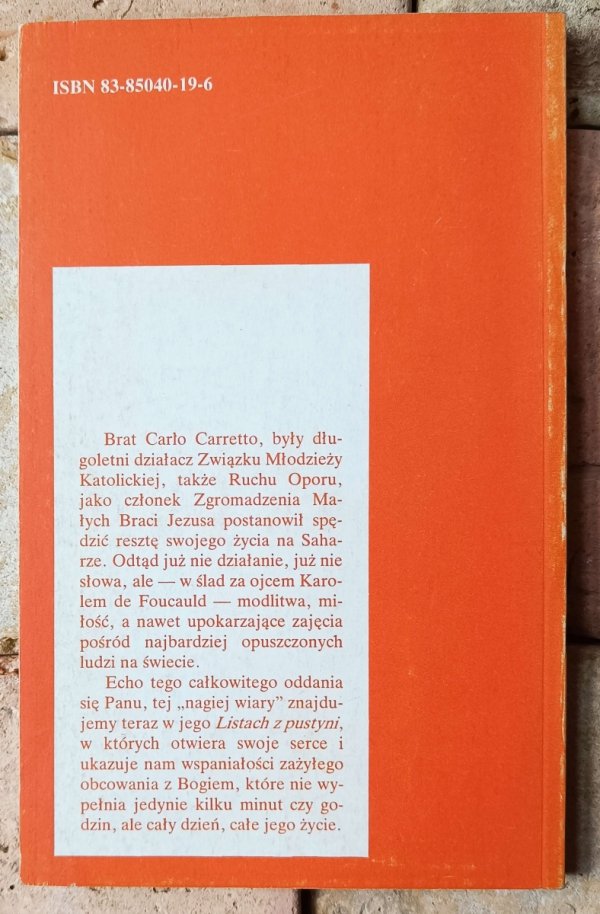 ISBN 83-85040-19-6
Brat Carlo Carretto, były dłu-
goletni działacz Związku Młodzieży
Katolickiej, także Ruchu Oporu,
jako członek Zgromadzenia Ma-
łych Braci Jezusa postanowił spę-
dzić resztę swojego życia na Saha-
rze. Odtąd już nie działanie, już nie
słowa, ale — w ślad za ojcem Karo-
lem de Foucauld — modlitwa, mi-
łość, a nawet upokarzające zajęcia
pośród najbardziej opuszczonych
ludzi na świecie.
Echo tego całkowitego oddania
się Panu, tej „nagiej wiary” znajdu-
jemy teraz w jego Listach z pustyni,
w których otwiera swoje serce i
ukazuje nam wspaniałości zażyłego
obcowania z Bogiem, które nie wy-
pełnia jedynie kilku minut czy go-
dzin, ale cały dzień, całe jego życie.